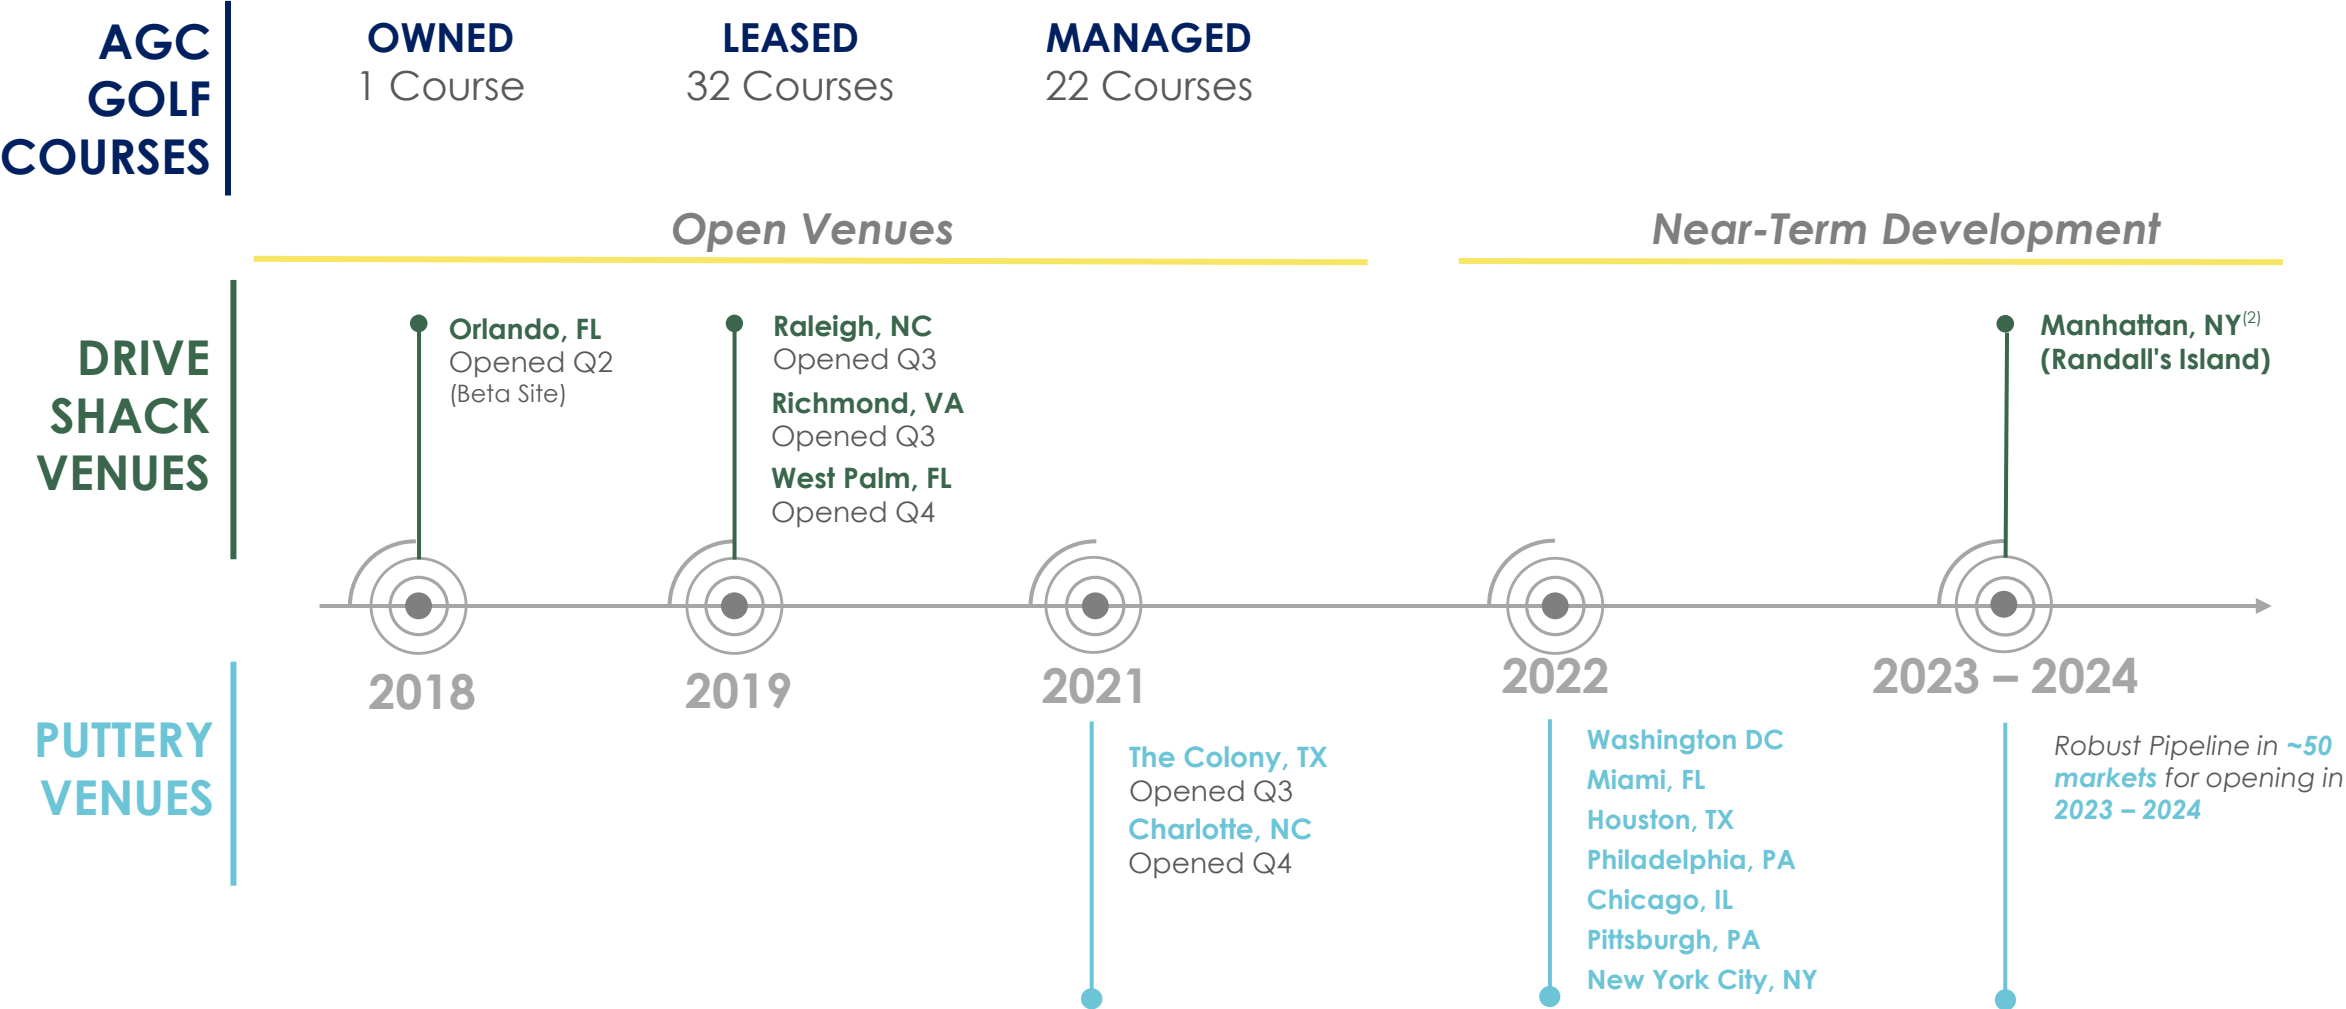 AGC
GOLF
COURSES
OWNED
1 Course
LEASED
32 Courses
MANAGED
22 Courses
Open Venues
Near-Term Development
DRIVE
SHACK
VENUES
Orlando, FL
Opened Q2
(Beta Site)
Raleigh, NC
Opened Q3
Richmond, VA
Opened Q3
West Palm, FL
Opened Q4
Manhattan, NY(2)
(Randall's Island)
2018
2019
2021
2022
2023 – 2024
PUTTERY
VENUES
The Colony, TX
Opened Q3
Charlotte, NC
Opened Q4
Washington DC
Miami, FL
Houston, TX
Philadelphia, PA
Chicago, IL
Pittsburgh, PA
New York City, NY
Robust Pipeline in ~50
markets for opening in
2023 – 2024